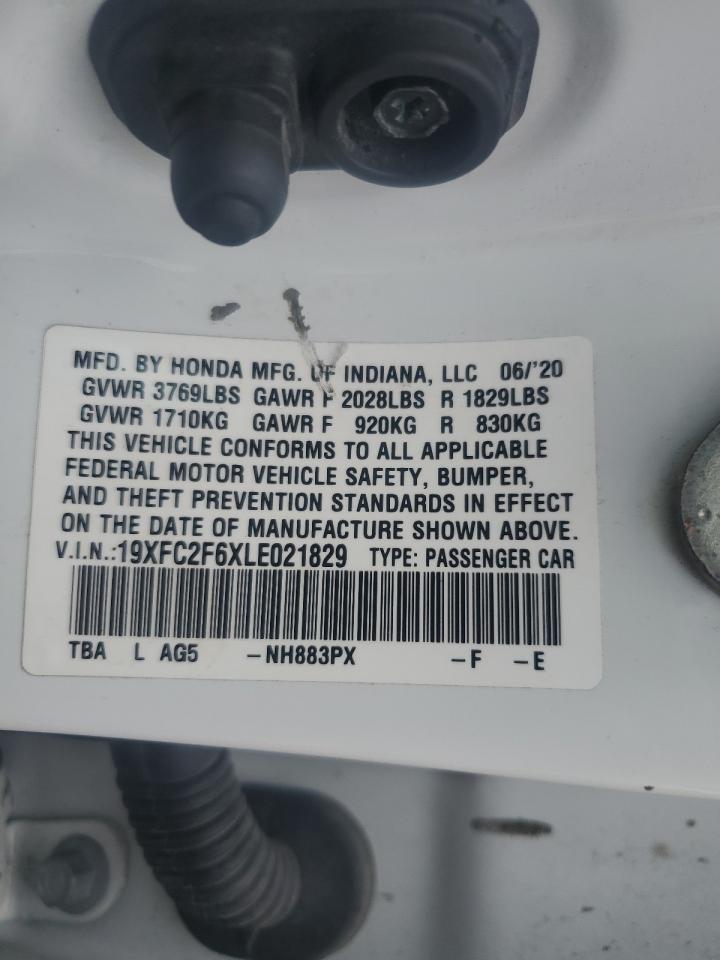 MFD. BY HONDA MFG. OF INDIANA, LLC 06/'20
GVWR 3769LBS GAWR F 2028LBS R 1829LBS
GVWR 1710KG GAWR F 920KG R 830KG
THIS VEHICLE CONFORMS TO ALL APPLICABLE
FEDERAL MOTOR VEHICLE SAFETY, BUMPER,
AND THEFT PREVENTION STANDARDS IN EFFECT
ON THE DATE OF MANUFACTURE SHOWN ABOVE.
V.I.N.:19XFC2F6XLE021829 TYPE: PASSENGER CAR
TBA L AG5 -NH883PX -F -E